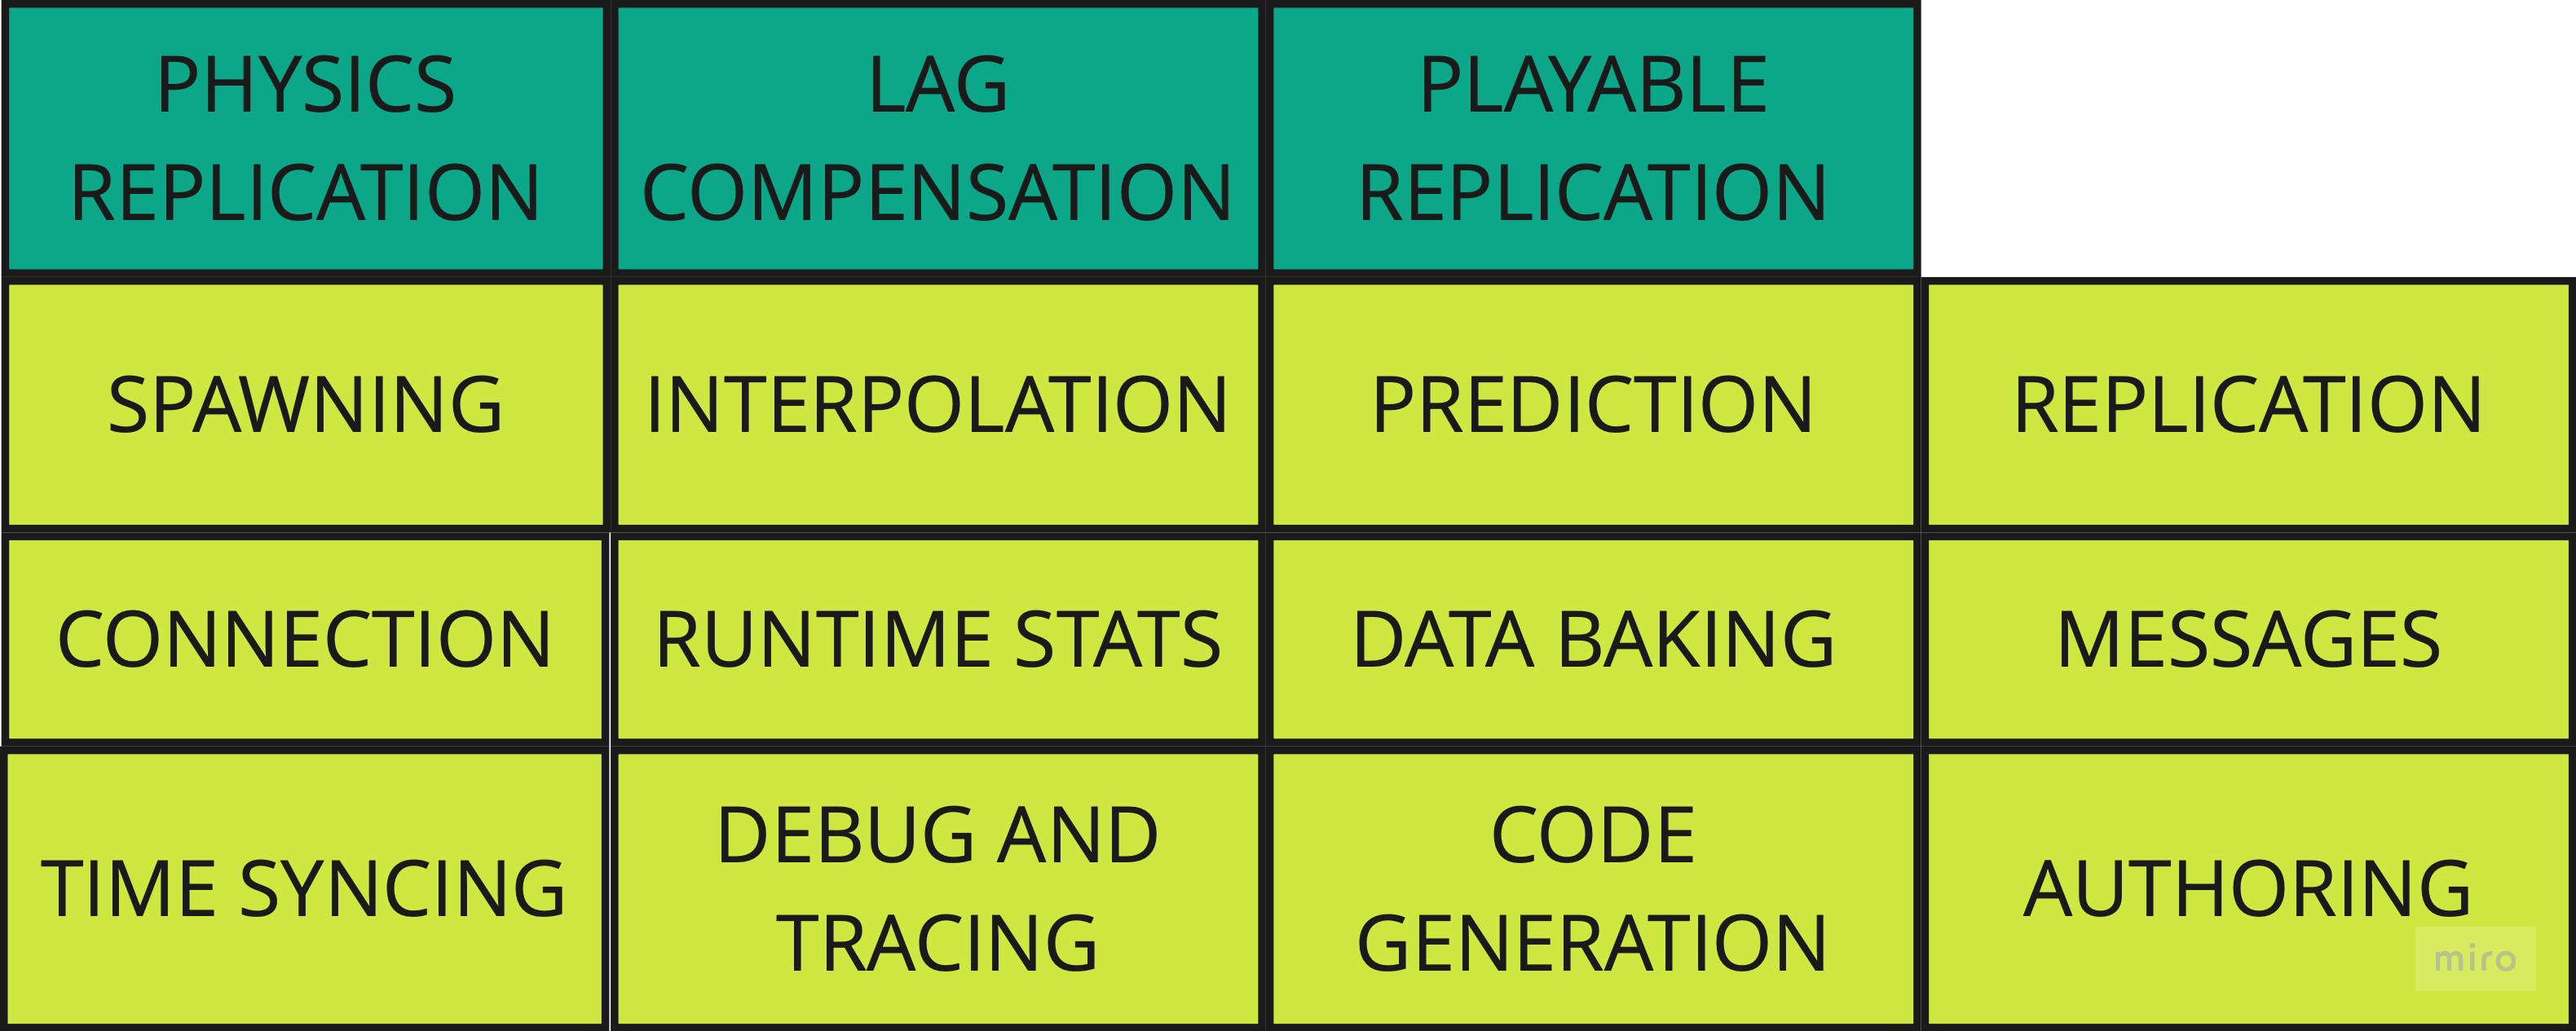 PHYSICS
REPLICATION
LAG
COMPENSATION
PLAYABLE
REPLICATION
SPAWNING
INTERPOLATION
PREDICTION
REPLICATION
CONNECTION
RUNTIME STATS
DATA BAKING
MESSAGES
TIME SYNCING
DEBUG AND
TRACING
CODE
GENERATION
AUTHORING
miro